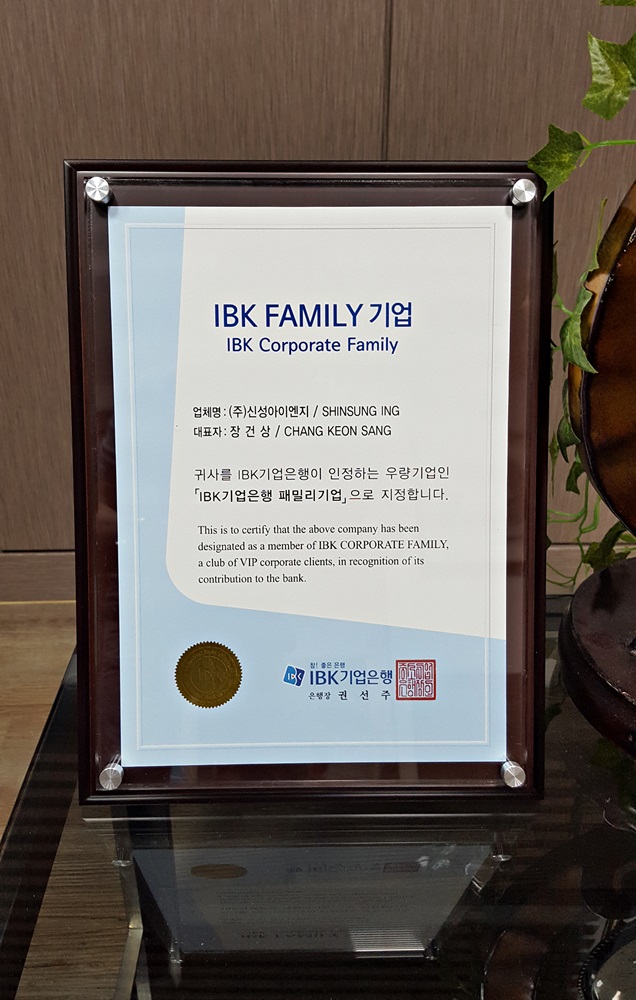 IBK FAMILY 기업
IBK Corporate Family
업체명 : (주)신성아이엔지 / SHINSUNG ING
대표자 : 장 건 상 / CHANG KEON SANG
귀사를 IBK기업은행이 인정하는 우량기업인
「IBK기업은행 패밀리기업」으로 지정합니다.
This is to certify that the above company has been
designated as a member of IBK CORPORATE FAMILY,
a club of VIP corporate clients, in recognition of its
contribution to the bank.
참! 좋은 은행
IBK IBK기업은행
은행장 권 선 주